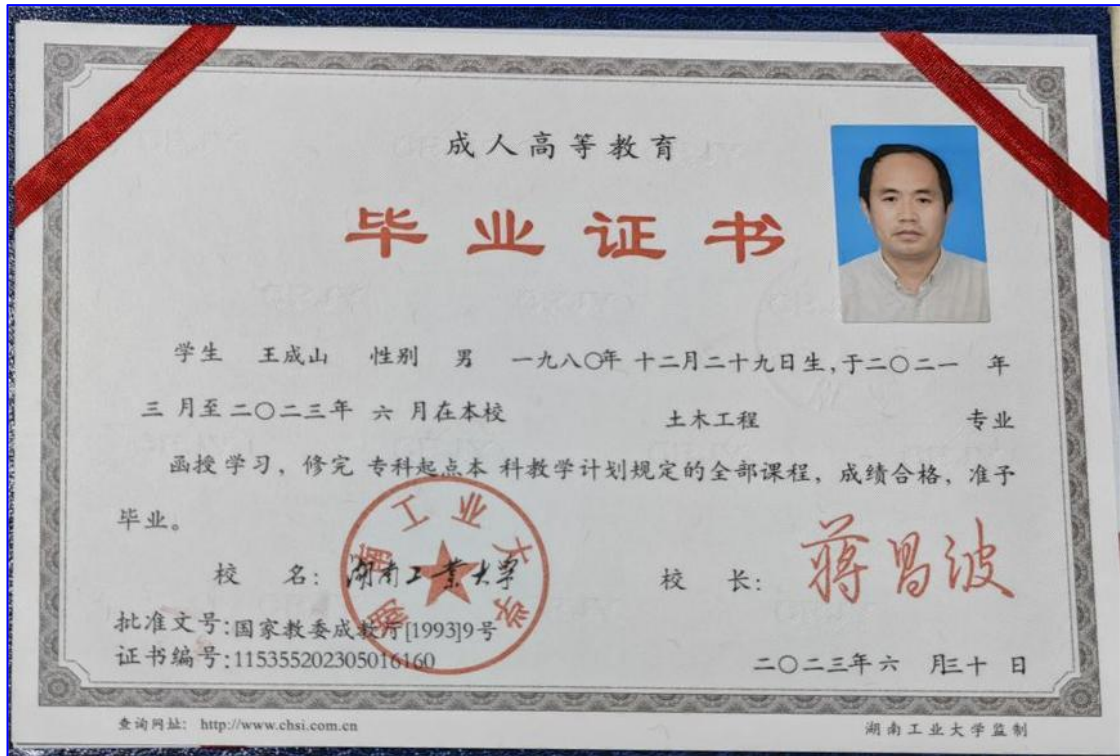 成人高等教育
毕业证书
学生 王成山 性别 男 一九八〇年 十二月二十九日生，于二〇二一 年
三 月至 二〇二三年 六 月在本校 土木工程 专业
函授学习，修完 专科起点本 科教学计划规定的全部课程，成绩合格，准予
毕业。
校 名： 湖南工業大学 校 长： 蒋昌波
湖南工业大学
批准文号：国家教委成教厅[1993]9号
证书编号：115355202305016160 二〇二三年 六 月三十 日
查询网址： http://www.chsi.com.cn 湖南工业大学监制